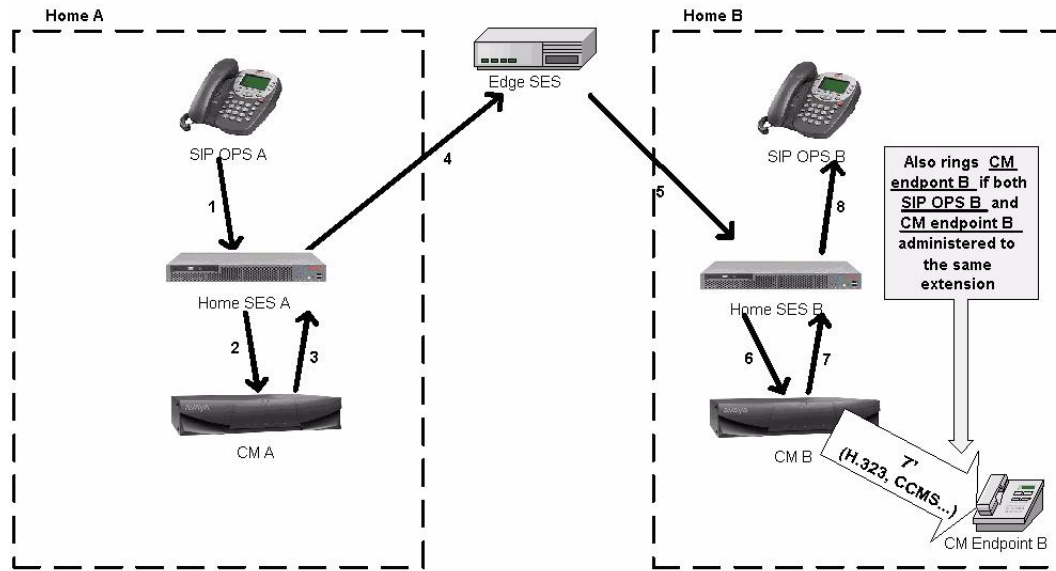 Home A
Home B
Edge SES
SIP OPS A
SIP OPS B
4
1
5
8
Also rings CM
endpont B if both
SIP OPS B and
CM endpoint B
administered to
the same
extension
Home SES A
Home SES B
2
3
6
7
AVAYA
AVAYA
CM A
CM B
7'
(H.323, CCMS...)
CM Endpoint B